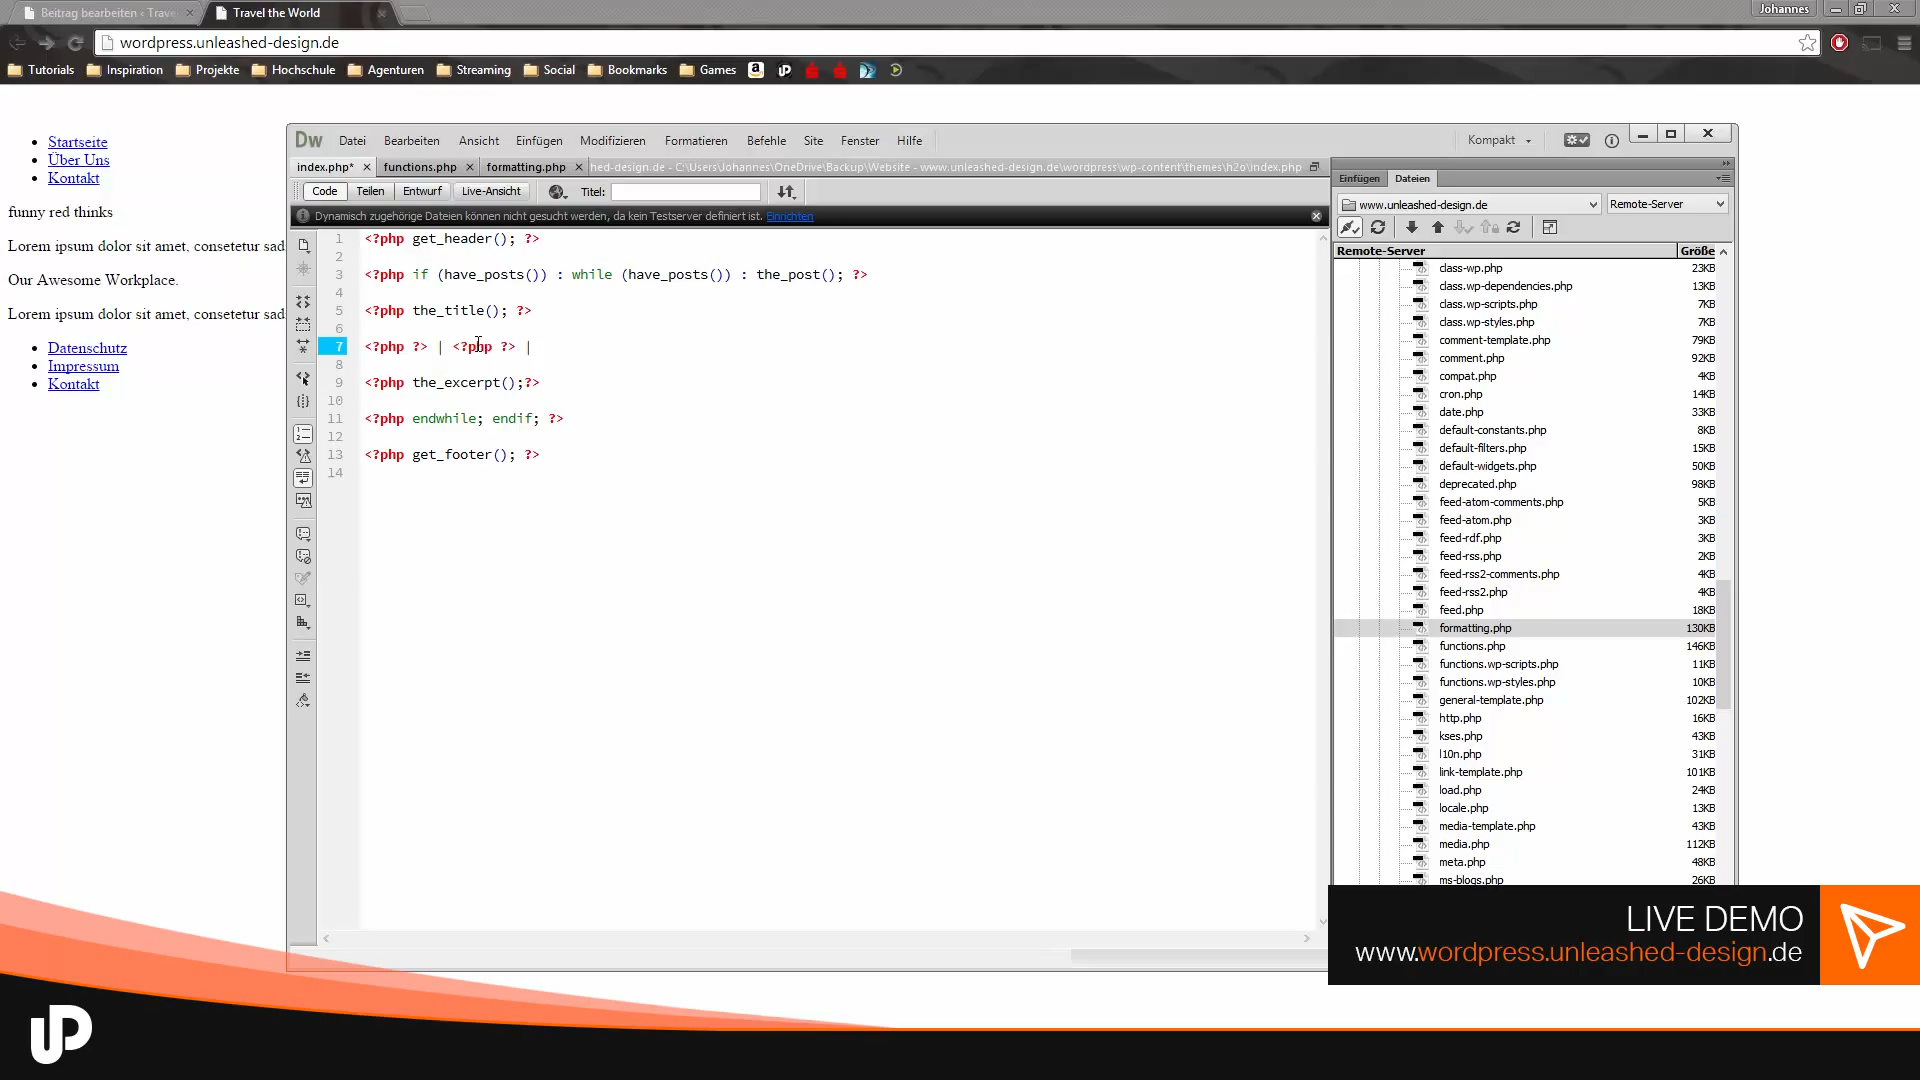 Beitrag bearbeiten ‹ Trave
Travel the World
Johannes
wordpress.unleashed-design.de
Tutorials
Inspiration
Projekte
Hochschule
Agenturen
Streaming
Social
Bookmarks
Games
Startseite
Über Uns
Kontakt
funny red thinks
Lorem ipsum dolor sit amet, consetetur sad
Our Awesome Workplace.
Lorem ipsum dolor sit amet, consetetur sad
Datenschutz
Impressum
Kontakt
Dw Datei Bearbeiten Ansicht Einfügen Modifizieren Formatieren Befehle Site Fenster Hilfe
Kompakt
index.php* functions.php formatting.php hed-design.de - C:\Users\Johannes\OneDrive\Backup\Website - www.unleashed-design.de\wordpress\wp-content\themes\h2o\index.php
Code Teilen Entwurf Live-Ansicht Titel:
Dynamisch zugehörige Dateien können nicht gesucht werden, da kein Testserver definiert ist. Einrichten
1 <?php get_header(); ?>
2
3 <?php if (have_posts()) : while (have_posts()) : the_post(); ?>
4
5 <?php the_title(); ?>
6
7 <?php ?> | <?php ?> |
8
9 <?php the_excerpt();?>
10
11 <?php endwhile; endif; ?>
12
13 <?php get_footer(); ?>
14
Einfügen Dateien
www.unleashed-design.de Remote-Server
Remote-Server Größe
class-wp.php 23KB
class.wp-dependencies.php 13KB
class.wp-scripts.php 7KB
class.wp-styles.php 7KB
comment-template.php 79KB
comment.php 92KB
compat.php 4KB
cron.php 14KB
date.php 33KB
default-constants.php 8KB
default-filters.php 15KB
default-widgets.php 50KB
deprecated.php 98KB
feed-atom-comments.php 5KB
feed-atom.php 3KB
feed-rdf.php 3KB
feed-rss.php 2KB
feed-rss2-comments.php 4KB
feed-rss2.php 4KB
feed.php 18KB
formatting.php 130KB
functions.php 146KB
functions.wp-scripts.php 11KB
functions.wp-styles.php 10KB
general-template.php 102KB
http.php 16KB
kses.php 43KB
l10n.php 31KB
link-template.php 101KB
load.php 24KB
locale.php 13KB
media-template.php 43KB
media.php 112KB
meta.php 48KB
ms-blogs.php 26KB
LIVE DEMO
www.wordpress.unleashed-design.de